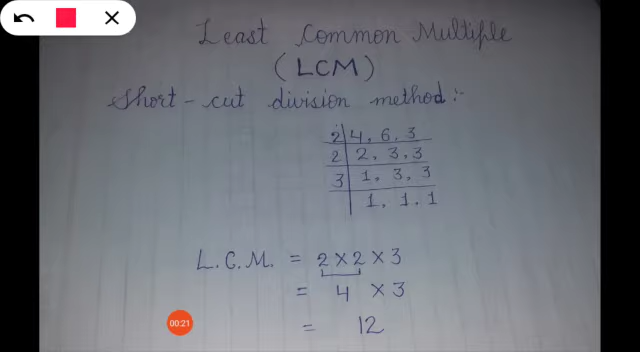 Least Common Multiple
(LCM)
Short-cut division method:-
2 4, 6, 3
2 2, 3, 3
3 1, 3, 3
1, 1, 1
L.C.M. = 2 × 2 × 3
= 4 × 3
= 12
00:21